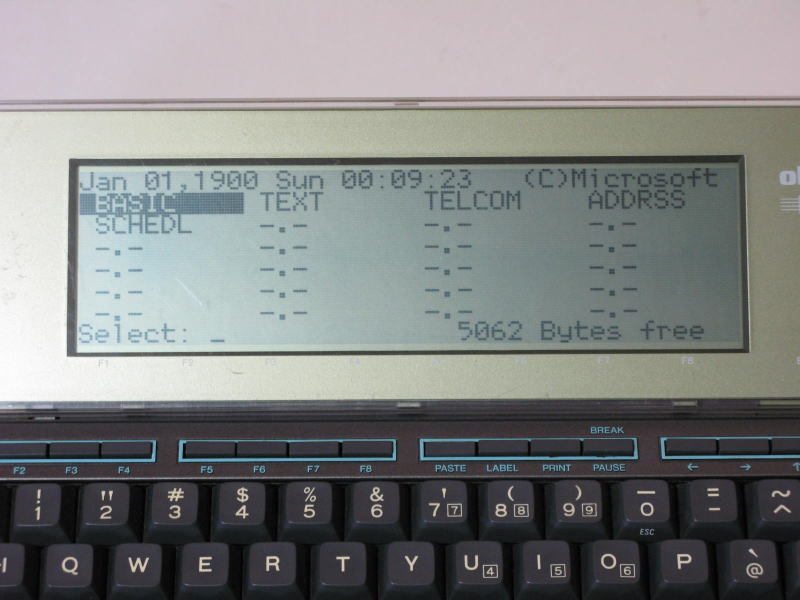 Jan 01,1900 Sun 00:09:23 (C)Microsoft
BASIC TEXT TELCOM ADDRSS
SCHEDL -.- -.- -.-
-.- -.- -.- -.-
-.- -.- -.- -.-
-.- -.- -.- -.-
-.- -.- -.- -.-
Select: _ 5062 Bytes free
F1 F2 F3 F4 F6 F7 F8
BREAK
F2 F3 F4 F5 F6 F7 F8 PASTE LABEL PRINT PAUSE ← →
! " # $ % & ' ( ) — = ~
1 2 3 4 5 6 7 7 8 8 9 9 0 - ^
ESC
Q W E R T Y U 4 I 5 O 6 P @ `